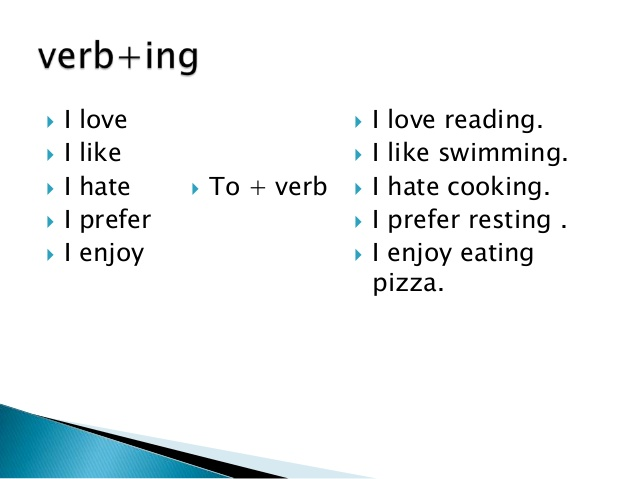 verb+ing
I love
I like
I hate
I prefer
I enjoy
To + verb
I love reading.
I like swimming.
I hate cooking.
I prefer resting .
I enjoy eating
pizza.